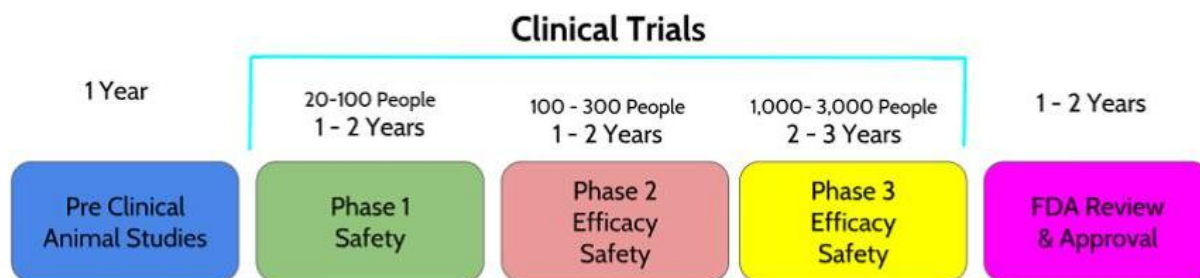 Clinical Trials
1 Year
20-100 People
1 - 2 Years
100 - 300 People
1 - 2 Years
1,000- 3,000 People
2 - 3 Years
1 - 2 Years
Pre Clinical
Animal Studies
Phase 1
Safety
Phase 2
Efficacy
Safety
Phase 3
Efficacy
Safety
FDA Review
& Approval